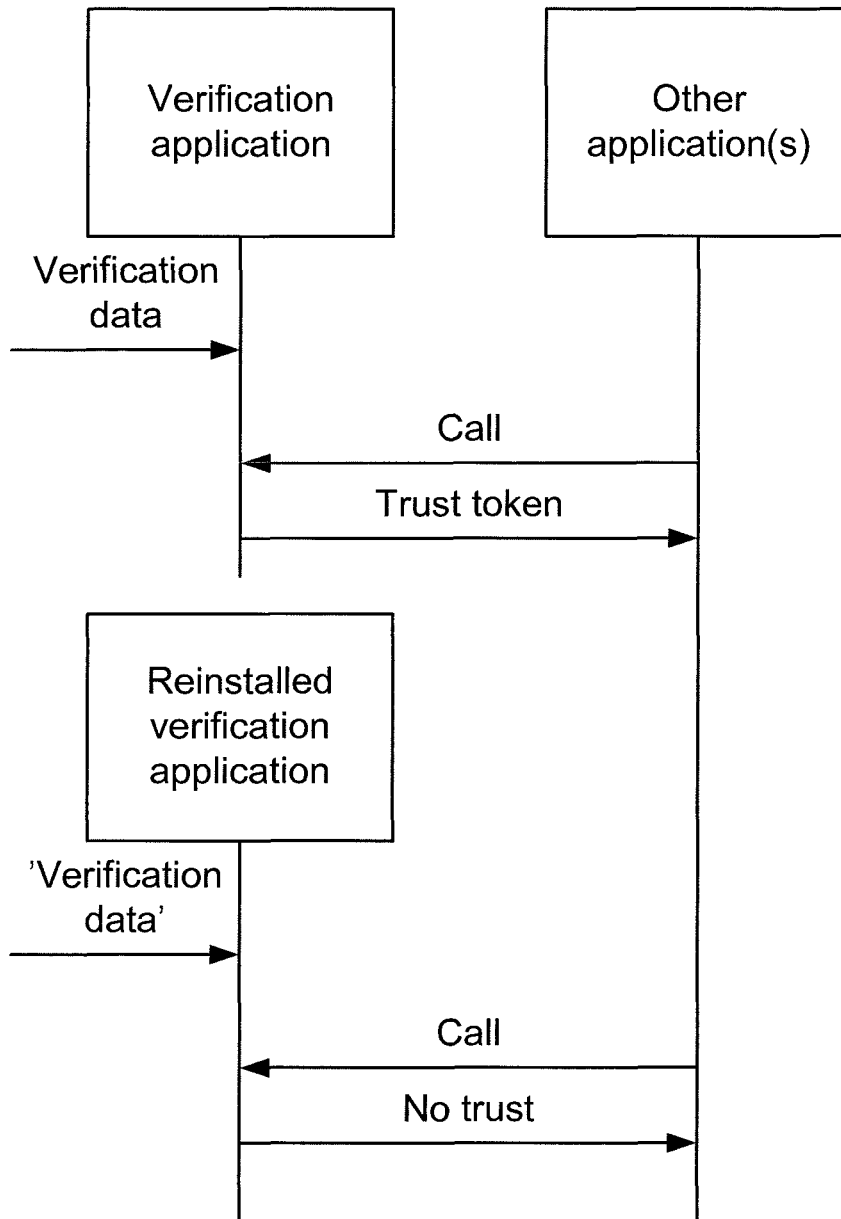 Verification
application
Other
application(s)
Verification
data
Call
Trust token
Reinstalled
verification
application
’Verification
data’
Call
No trust